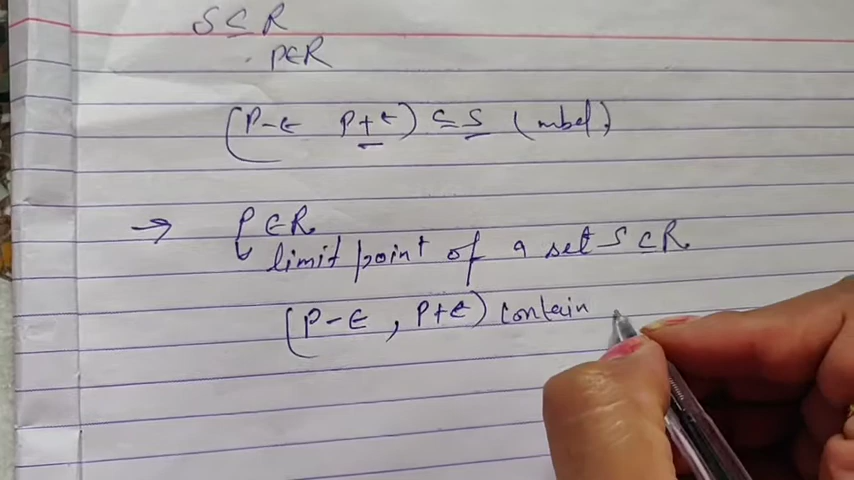 S ⊆ R
P∈R
(P-ϵ P+ϵ) ⊆ S (nbd.)
→ P ∈ R
↳ limit point of a set S ⊆ R
(P-ϵ, P+ϵ) contain